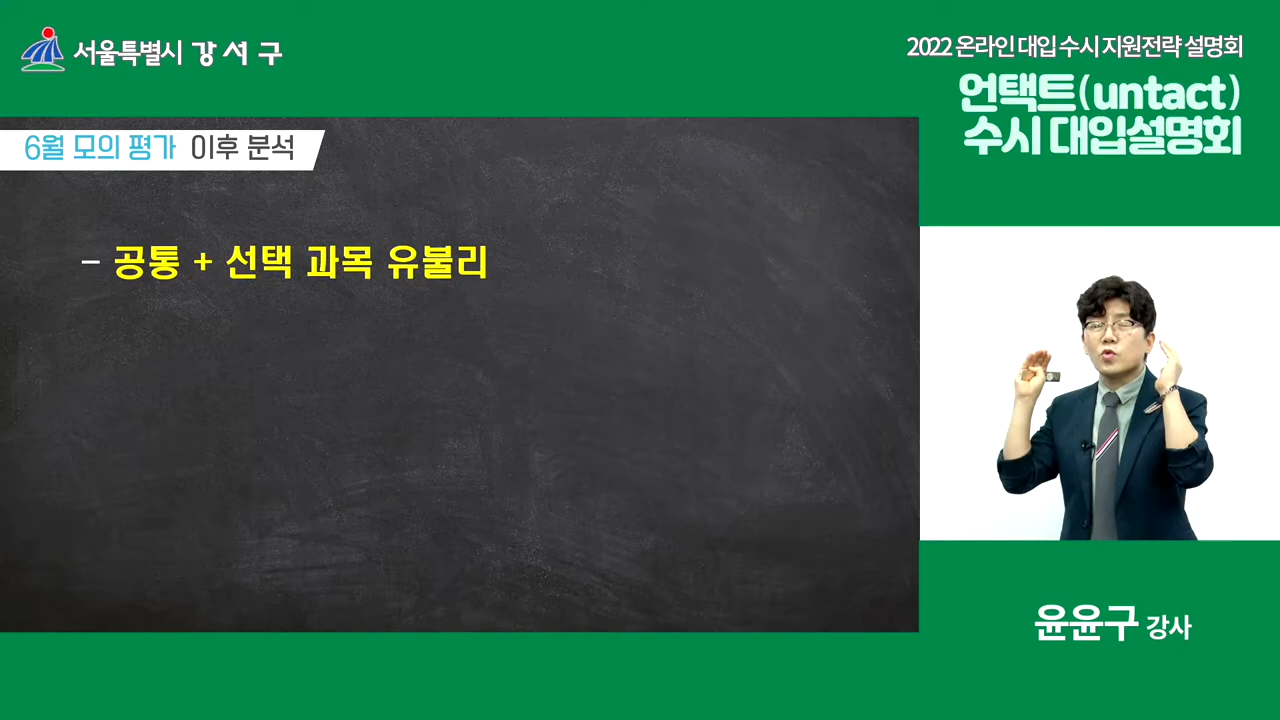 서울특별시 강서구
2022 온라인 대입 수시 지원전략 설명회
언택트(untact)
수시 대입설명회
6월 모의 평가 이후 분석
- 공통 + 선택 과목 유불리
윤윤구 강사